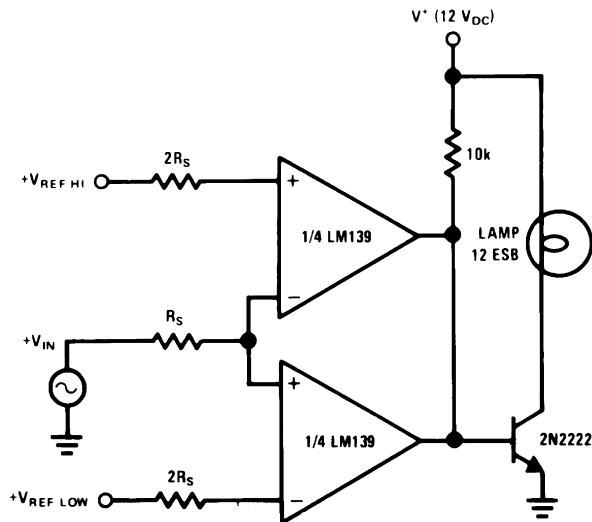 V+ (12 VDC)
2RS
+VREF HI
+
10k
1/4 LM139
LAMP
12 ESB
−
RS
+VIN
+
1/4 LM139
2N2222
2RS
+VREF LOW
−